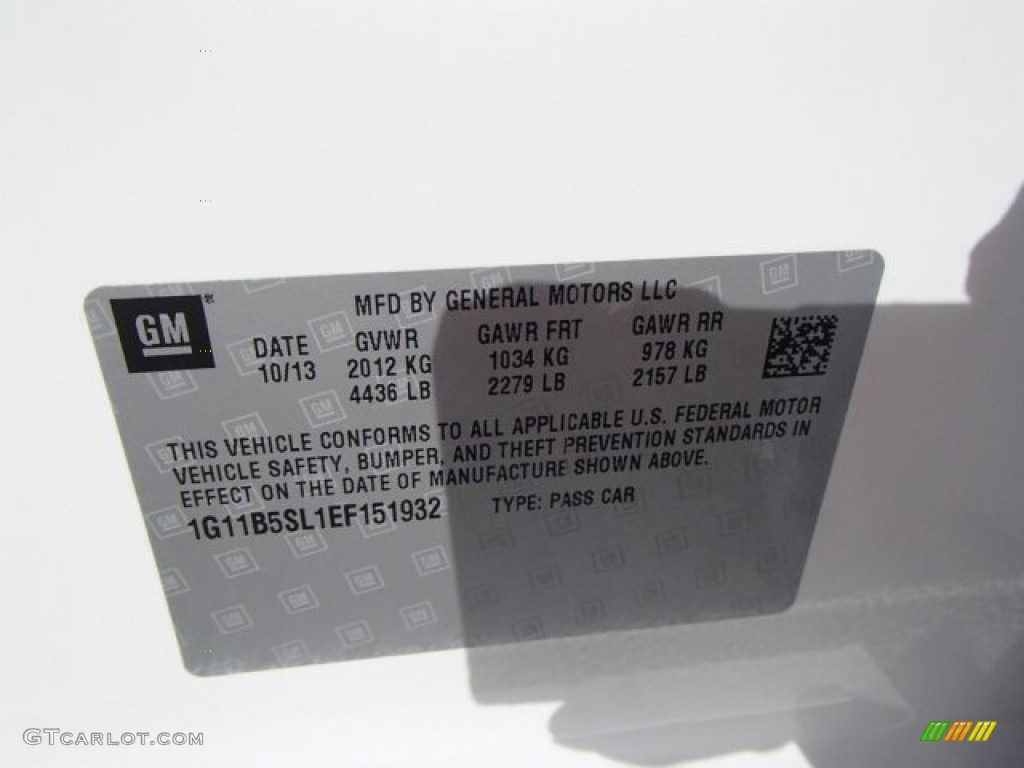 GM
MFD BY GENERAL MOTORS LLC
DATE GVWR GAWR FRT GAWR RR
10/13 2012 KG 1034 KG 978 KG
4436 LB 2279 LB 2157 LB
THIS VEHICLE CONFORMS TO ALL APPLICABLE U.S. FEDERAL MOTOR
VEHICLE SAFETY, BUMPER, AND THEFT PREVENTION STANDARDS IN
EFFECT ON THE DATE OF MANUFACTURE SHOWN ABOVE.
1G11B5SL1EF151932 TYPE: PASS CAR
GTCARLOT.COM